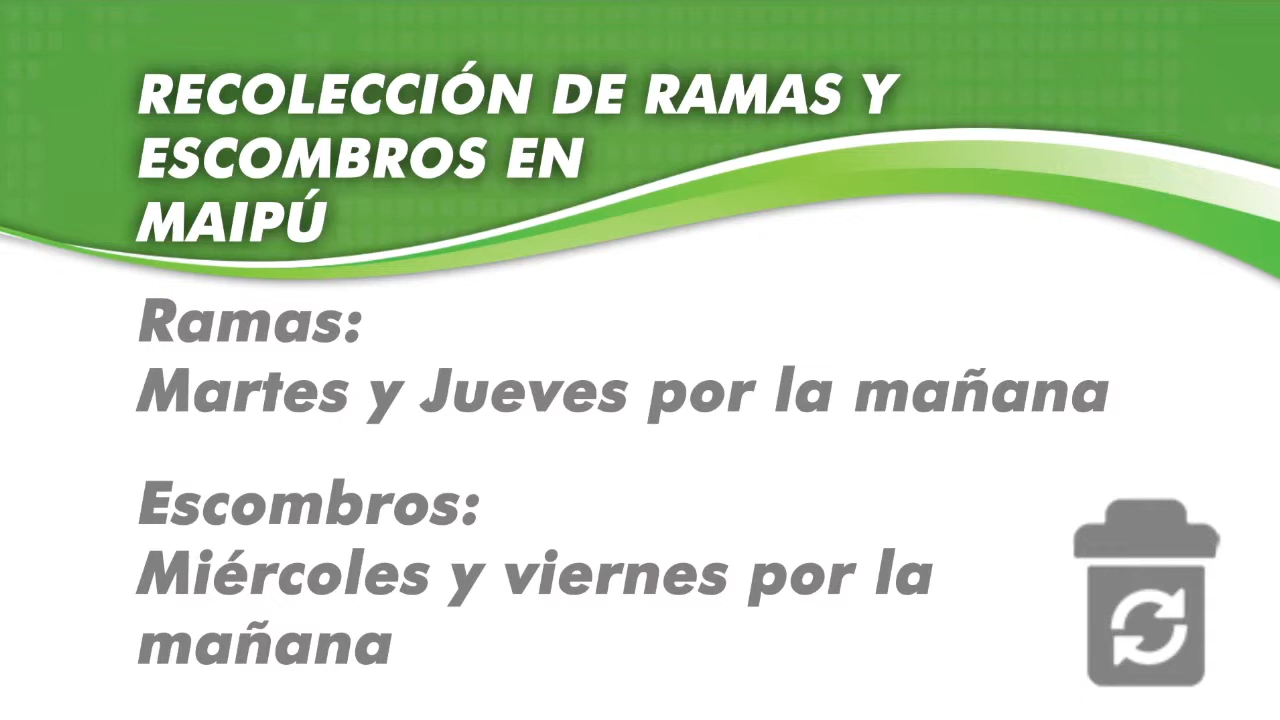 RECOLECCIÓN DE RAMAS Y
ESCOMBROS EN
MAIPÚ
Ramas:
Martes y Jueves por la mañana
Escombros:
Miércoles y viernes por la
mañana